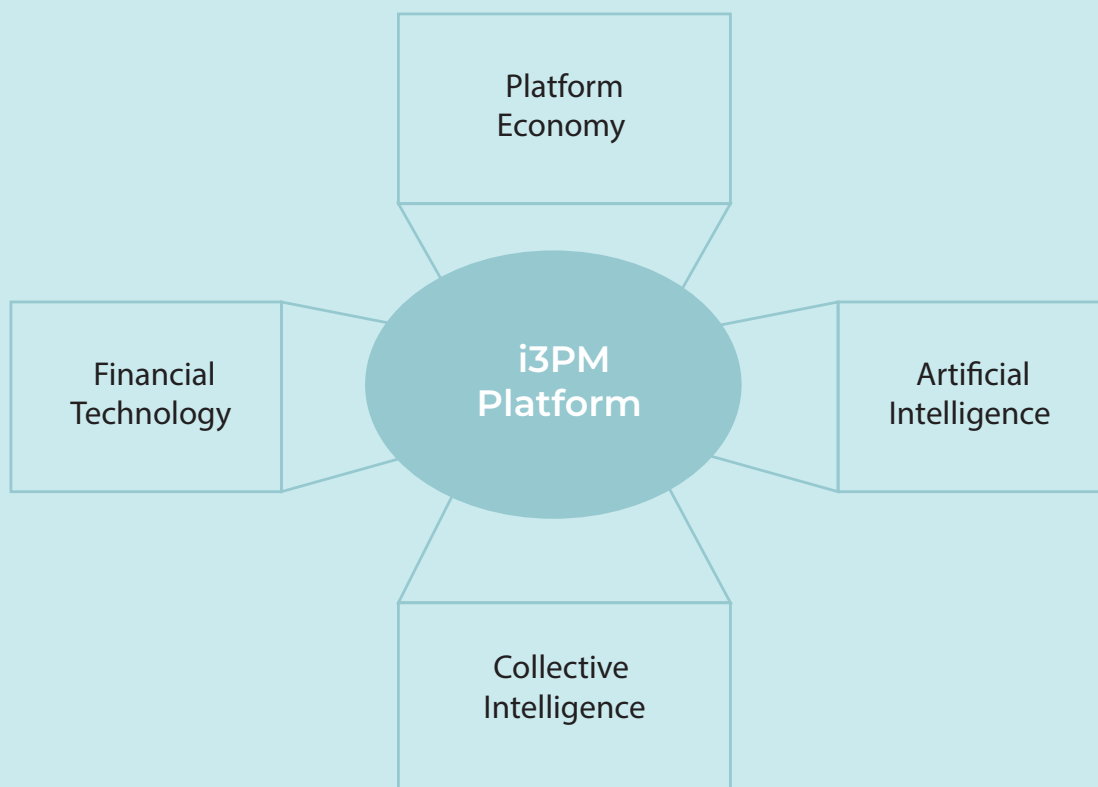 Platform
Economy
i3PM
Platform
Financial
Technology
Artificial
Intelligence
Collective
Intelligence